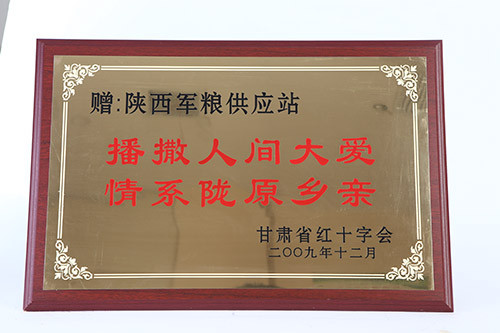 赠:陕西军粮供应站
播撒人间大爱
情系陇原乡亲
甘肃省红十字会
二〇〇九年十二月